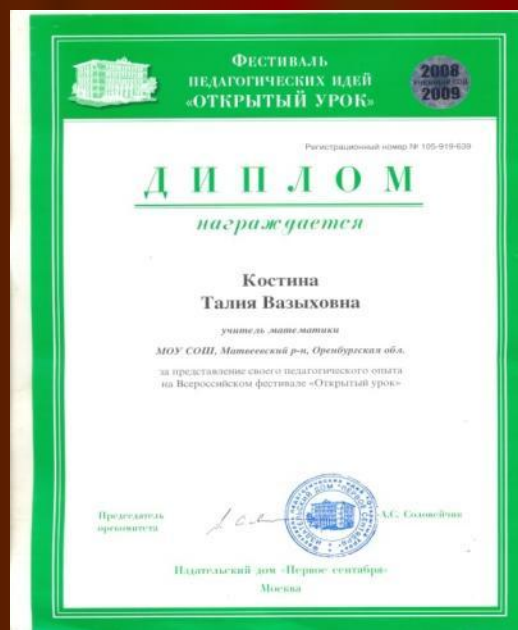 ФЕСТИВАЛЬ
ПЕДАГОГИЧЕСКИХ ИДЕЙ
«ОТКРЫТЫЙ УРОК»
2008
2009
Регистрационный номер № 105-919-639
ДИПЛОМ
награждается
Костина
Талия Вазыховна
учитель математики
МОУ СОШ, Матвеевский р-н, Оренбургская обл.
за представление своего педагогического опыта
на Всероссийском фестивале «Открытый урок»
Председатель
оргкомитета
А.С. Соловейчик
Издательский дом «Первое сентября»
Москва